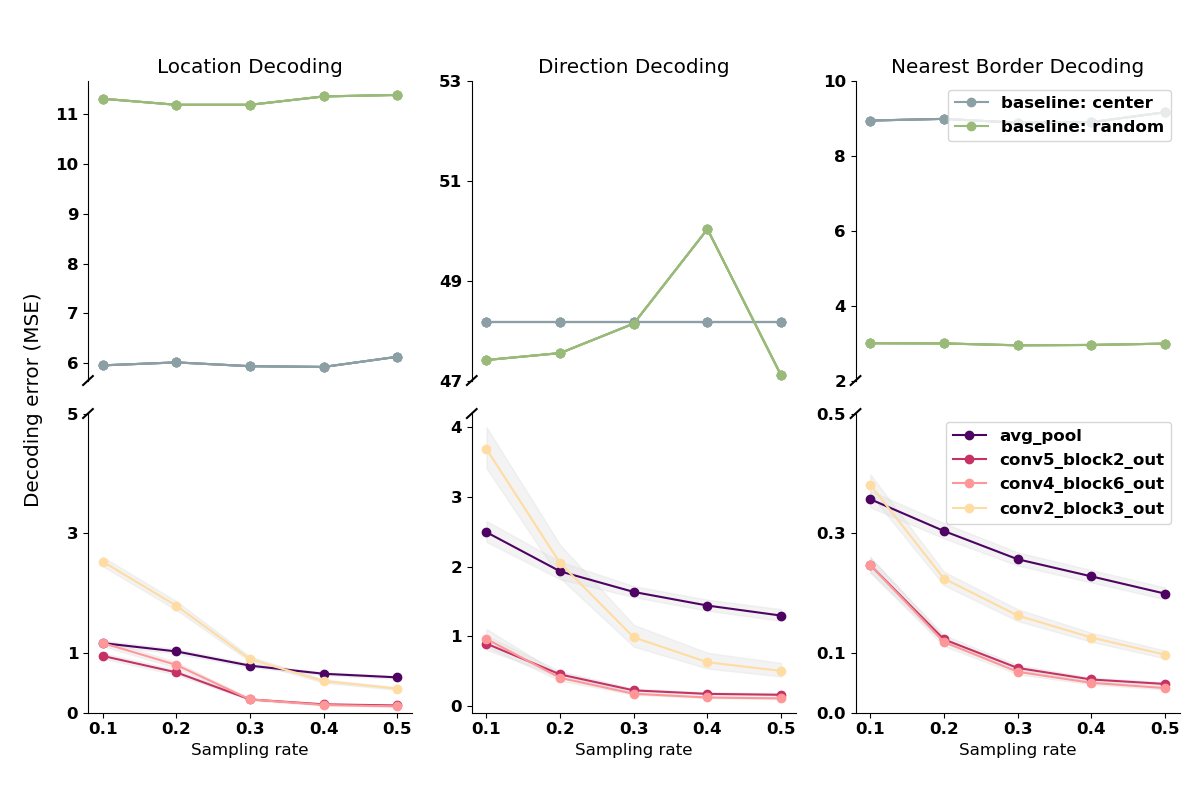 Location Decoding
Direction Decoding
Nearest Border Decoding
Decoding error (MSE)
11
10
9
8
7
6
5
3
1
0
0.1 0.2 0.3 0.4 0.5
Sampling rate
53
51
49
47
4
3
2
1
0
0.1 0.2 0.3 0.4 0.5
Sampling rate
10
8
6
4
2
baseline: center
baseline: random
0.5
0.3
0.1
0.0
avg_pool
conv5_block2_out
conv4_block6_out
conv2_block3_out
0.1 0.2 0.3 0.4 0.5
Sampling rate